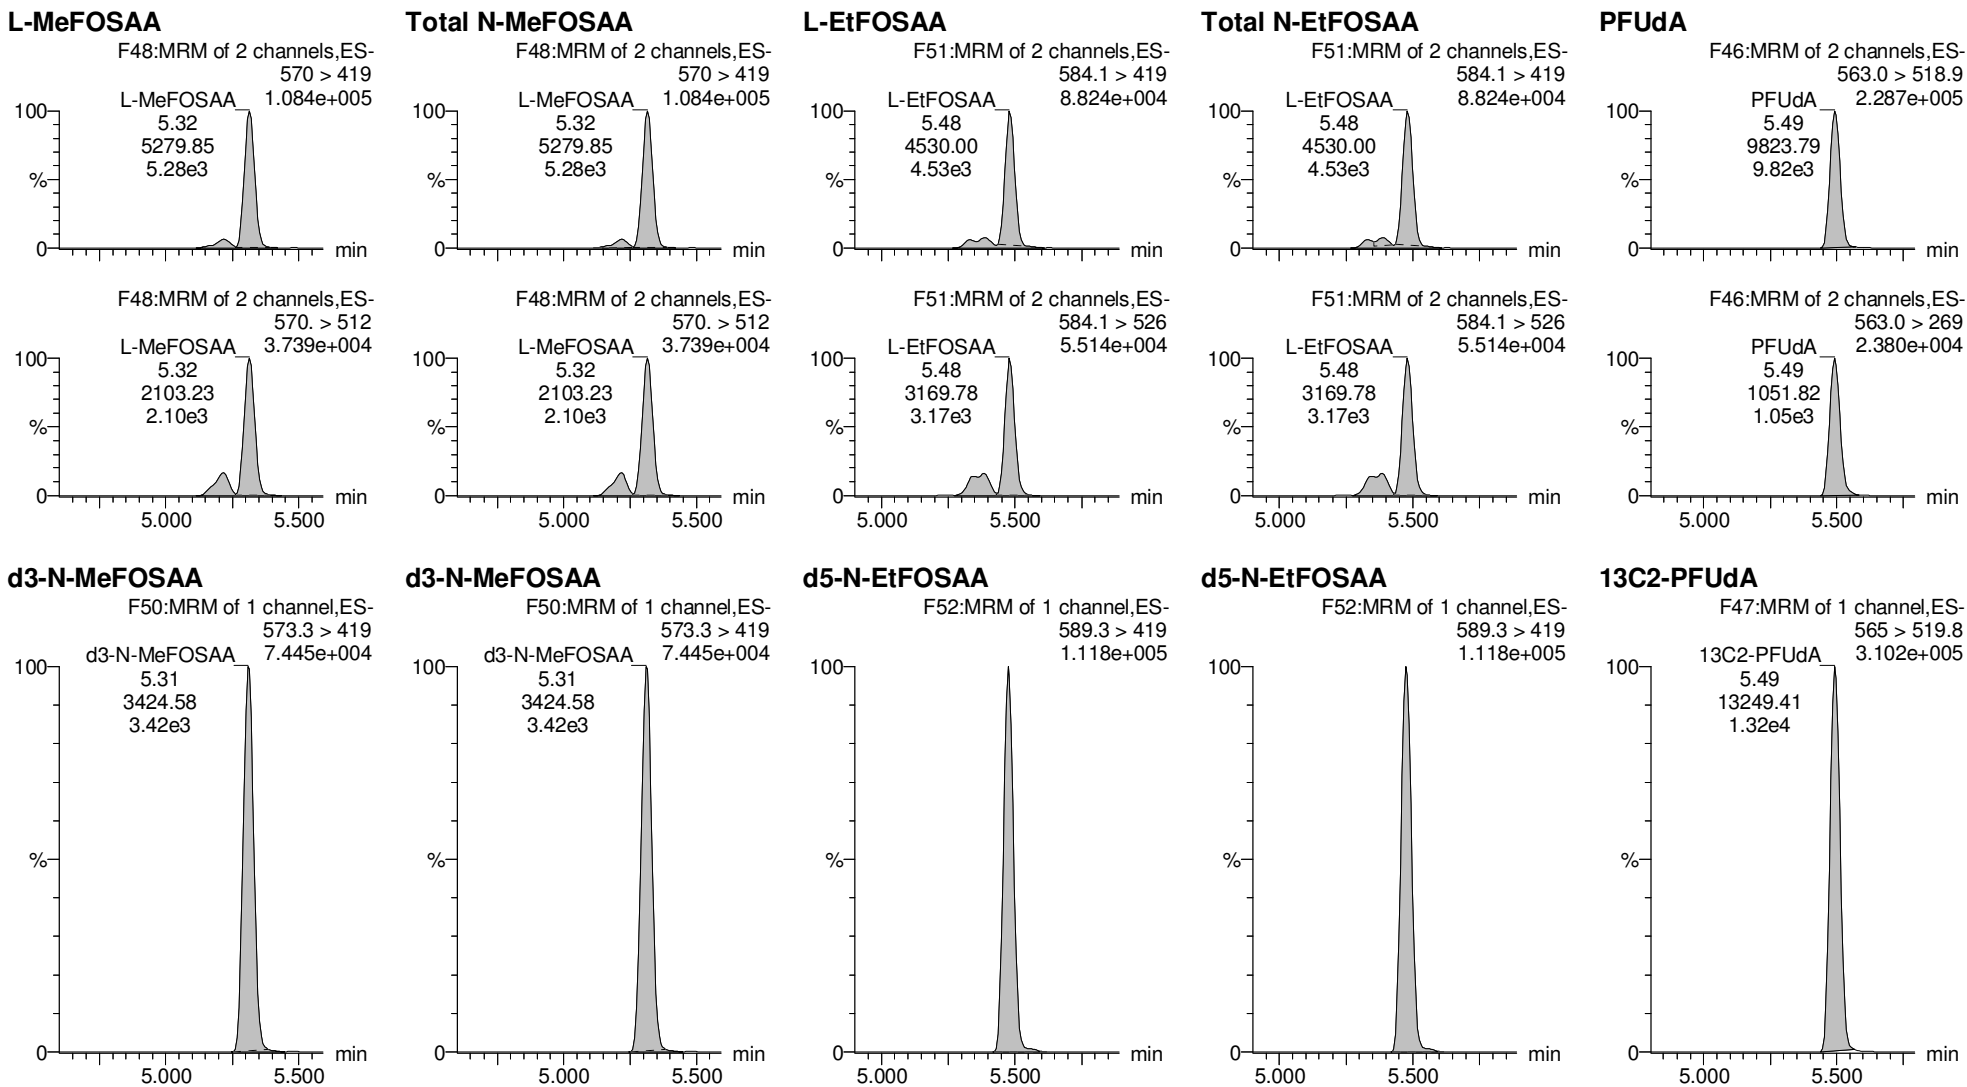 L-MeFOSAA
F48:MRM of 2 channels,ES-
570 > 419
L-MeFOSAA 1.084e+005
5.32
5279.85
5.28e3
100
%
0
min
F48:MRM of 2 channels,ES-
570. > 512
L-MeFOSAA 3.739e+004
5.32
2103.23
2.10e3
100
%
0
min
5.000 5.500
Total N-MeFOSAA
F48:MRM of 2 channels,ES-
570 > 419
L-MeFOSAA 1.084e+005
5.32
5279.85
5.28e3
100
%
0
min
F48:MRM of 2 channels,ES-
570. > 512
L-MeFOSAA 3.739e+004
5.32
2103.23
2.10e3
100
%
0
min
5.000 5.500
L-EtFOSAA
F51:MRM of 2 channels,ES-
584.1 > 419
L-EtFOSAA 8.824e+004
5.48
4530.00
4.53e3
100
%
0
min
F51:MRM of 2 channels,ES-
584.1 > 526
L-EtFOSAA 5.514e+004
5.48
3169.78
3.17e3
100
%
0
min
5.000 5.500
Total N-EtFOSAA
F51:MRM of 2 channels,ES-
584.1 > 419
L-EtFOSAA 8.824e+004
5.48
4530.00
4.53e3
100
%
0
min
F51:MRM of 2 channels,ES-
584.1 > 526
L-EtFOSAA 5.514e+004
5.48
3169.78
3.17e3
100
%
0
min
5.000 5.500
PFUdA
F46:MRM of 2 channels,ES-
563.0 > 518.9
PFUdA 2.287e+005
5.49
9823.79
9.82e3
100
%
0
min
F46:MRM of 2 channels,ES-
563.0 > 269
PFUdA 2.380e+004
5.49
1051.82
1.05e3
100
%
0
min
5.000 5.500
d3-N-MeFOSAA
F50:MRM of 1 channel,ES-
573.3 > 419
d3-N-MeFOSAA 7.445e+004
5.31
3424.58
3.42e3
100
%
0
min
5.000 5.500
d3-N-MeFOSAA
F50:MRM of 1 channel,ES-
573.3 > 419
d3-N-MeFOSAA 7.445e+004
5.31
3424.58
3.42e3
100
%
0
min
5.000 5.500
d5-N-EtFOSAA
F52:MRM of 1 channel,ES-
589.3 > 419
1.118e+005
100
%
0
min
5.000 5.500
d5-N-EtFOSAA
F52:MRM of 1 channel,ES-
589.3 > 419
1.118e+005
100
%
0
min
5.000 5.500
13C2-PFUdA
F47:MRM of 1 channel,ES-
565 > 519.8
13C2-PFUdA 3.102e+005
5.49
13249.41
1.32e4
100
%
0
min
5.000 5.500